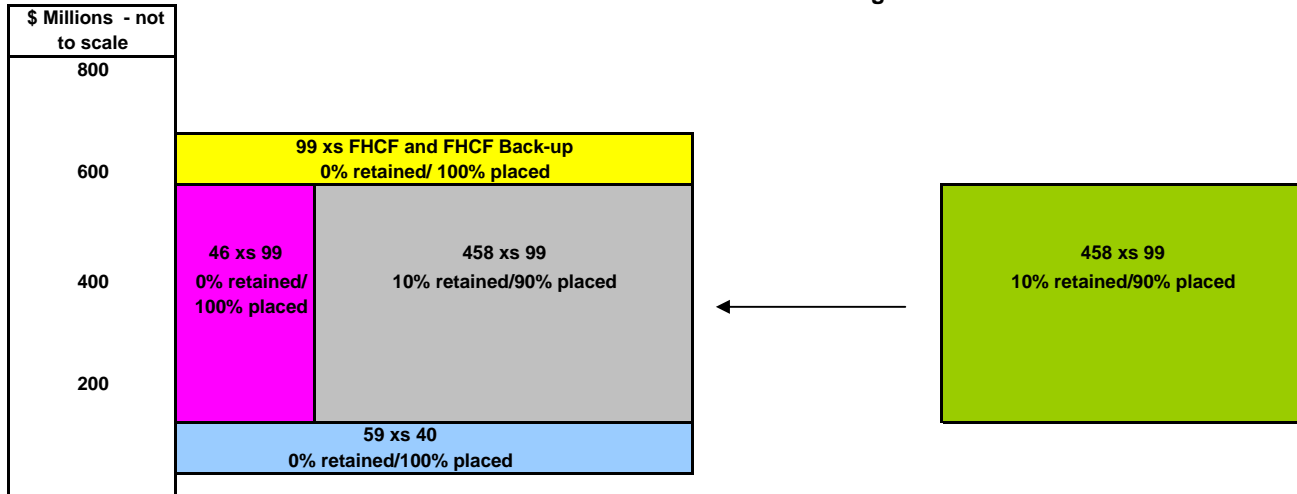 $ Millions - not
to scale
800
99 xs FHCF and FHCF Back-up
600
0% retained/ 100% placed
46 xs 99
0% retained/
100% placed
458 xs 99
10% retained/90% placed
458 xs 99
10% retained/90% placed
400
200
59 xs 40
0% retained/100% placed